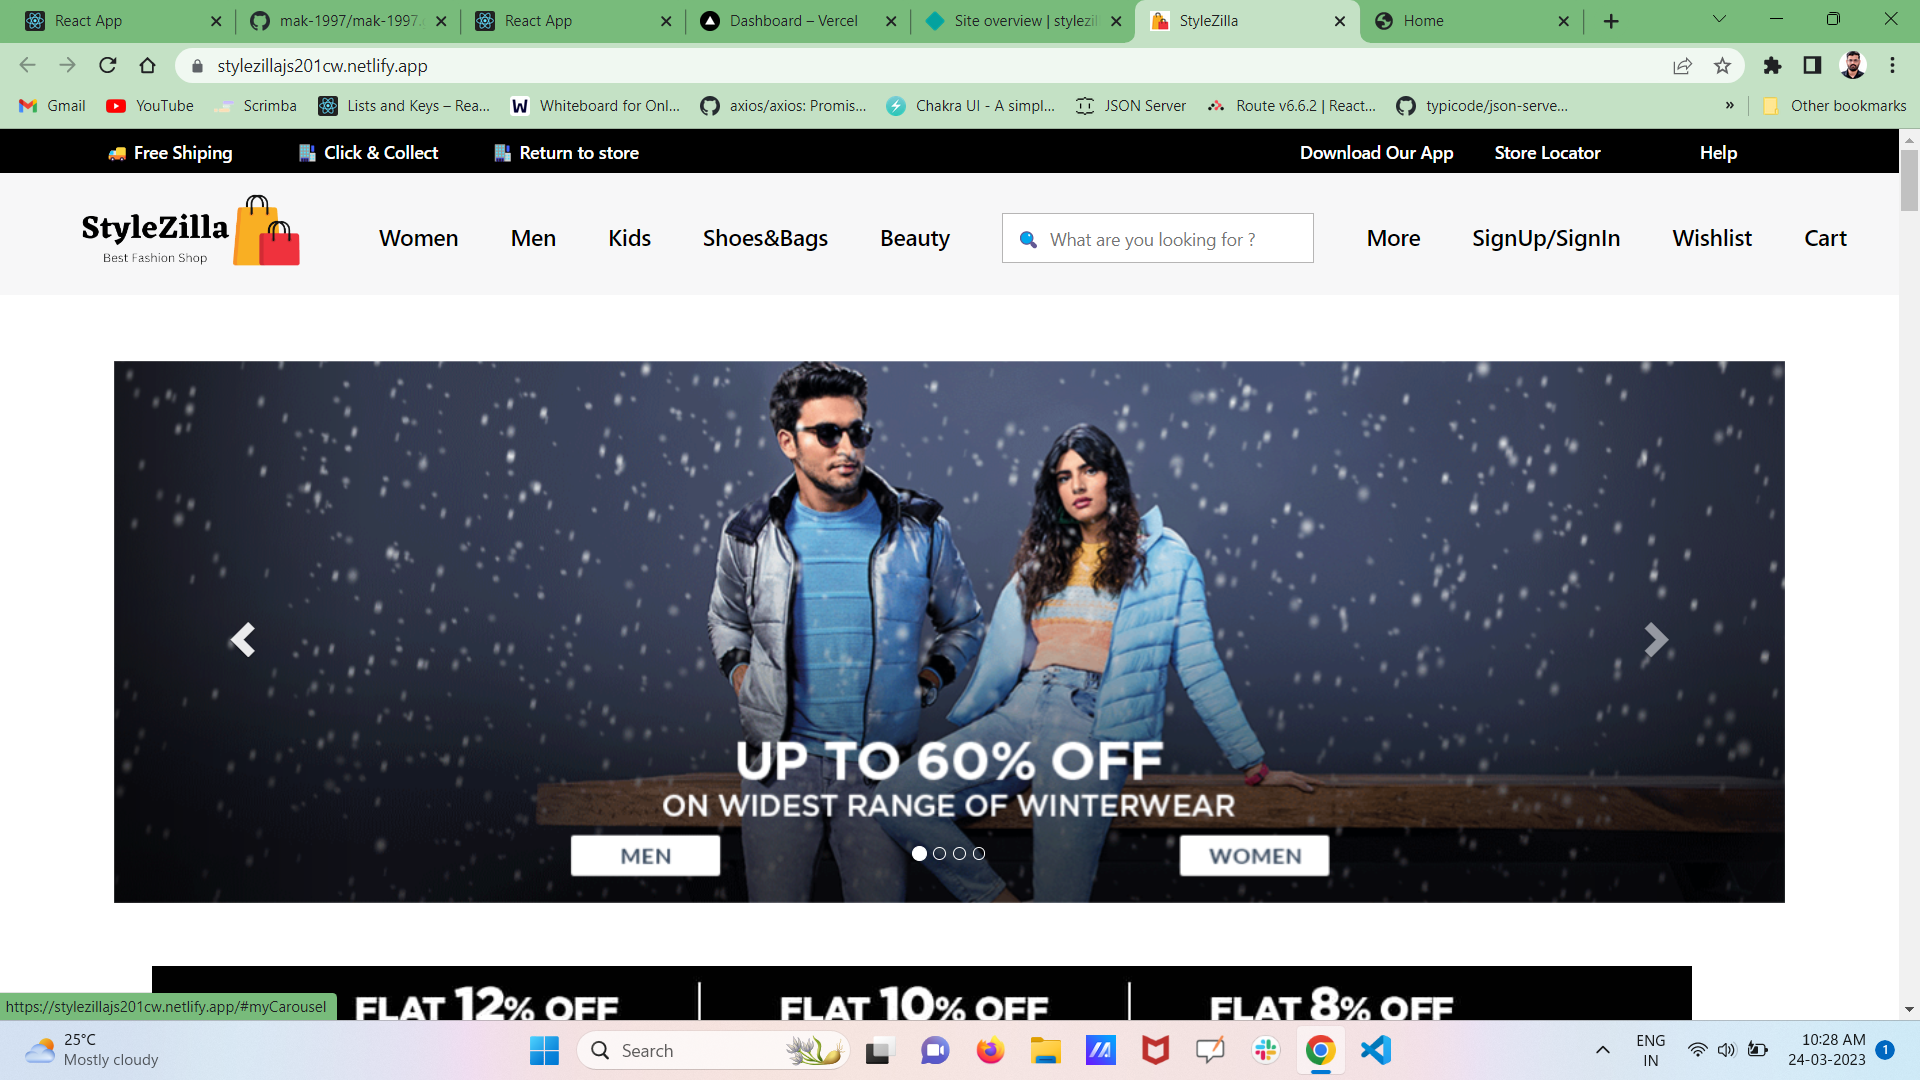 React App
mak-1997/mak-1997.
React App
Dashboard – Vercel
Site overview | stylezil
StyleZilla
Home
stylezillajs201cw.netlify.app
Gmail
YouTube
Scrimba
Lists and Keys – Rea...
Whiteboard for Onl...
axios/axios: Promis...
Chakra UI - A simpl...
JSON Server
Route v6.6.2 | React...
typicode/json-serve...
»
Other bookmarks
Free Shiping
Click & Collect
Return to store
Download Our App
Store Locator
Help
StyleZilla
Best Fashion Shop
Women
Men
Kids
Shoes&Bags
Beauty
What are you looking for ?
More
SignUp/SignIn
Wishlist
Cart
UP TO 60% OFF
ON WIDEST RANGE OF WINTERWEAR
MEN
WOMEN
FLAT 12% OFF
FLAT 10% OFF
FLAT 8% OFF
https://stylezillajs201cw.netlify.app/#myCarousel
25°C
Mostly cloudy
Search
ENG
IN
10:28 AM
24-03-2023
1